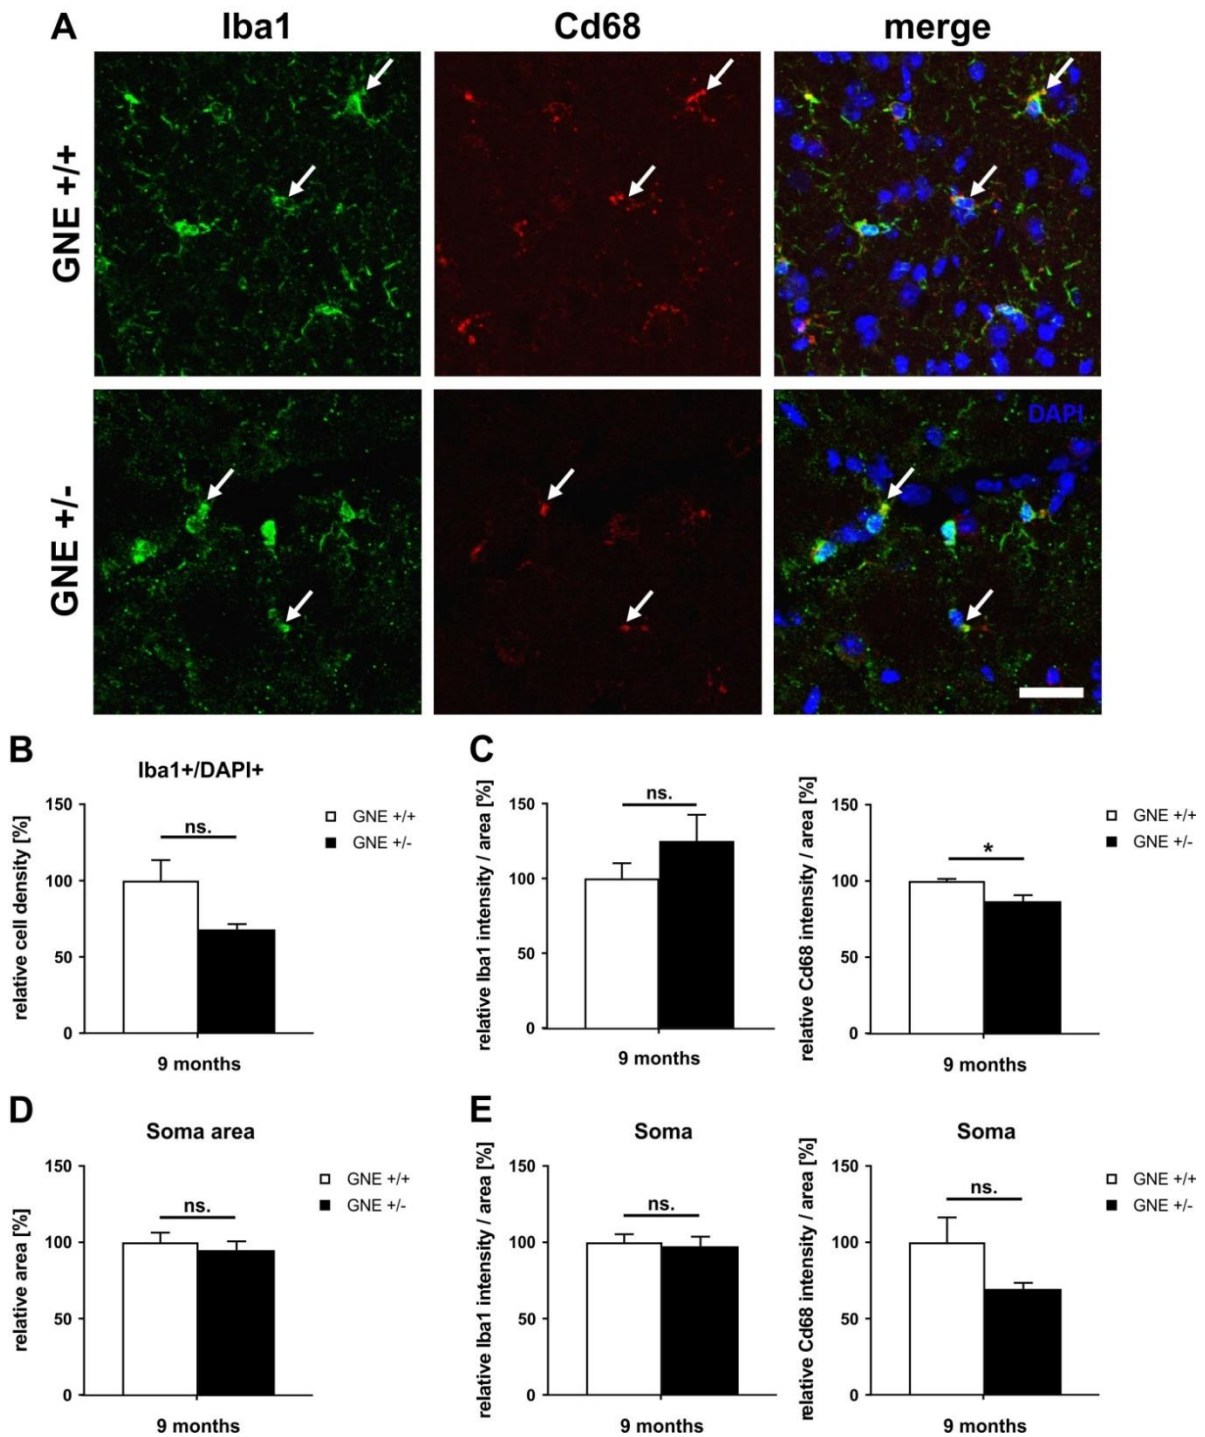 A Iba1 Cd68 merge
GNE +/+
GNE +/-
DAPI
B
Iba1+/DAPI+
relative cell density [%]
150
100
50
0
ns.
9 months
GNE +/+
GNE +/-
C
relative Iba1 intensity / area [%]
150
100
50
0
ns.
9 months
relative Cd68 intensity / area [%]
150
100
50
0
*
9 months
GNE +/+
GNE +/-
D
Soma area
relative area [%]
150
100
50
0
ns.
9 months
GNE +/+
GNE +/-
E
Soma
relative Iba1 intensity / area [%]
150
100
50
0
ns.
9 months
Soma
relative Cd68 intensity / area [%]
150
100
50
0
ns.
9 months
GNE +/+
GNE +/-